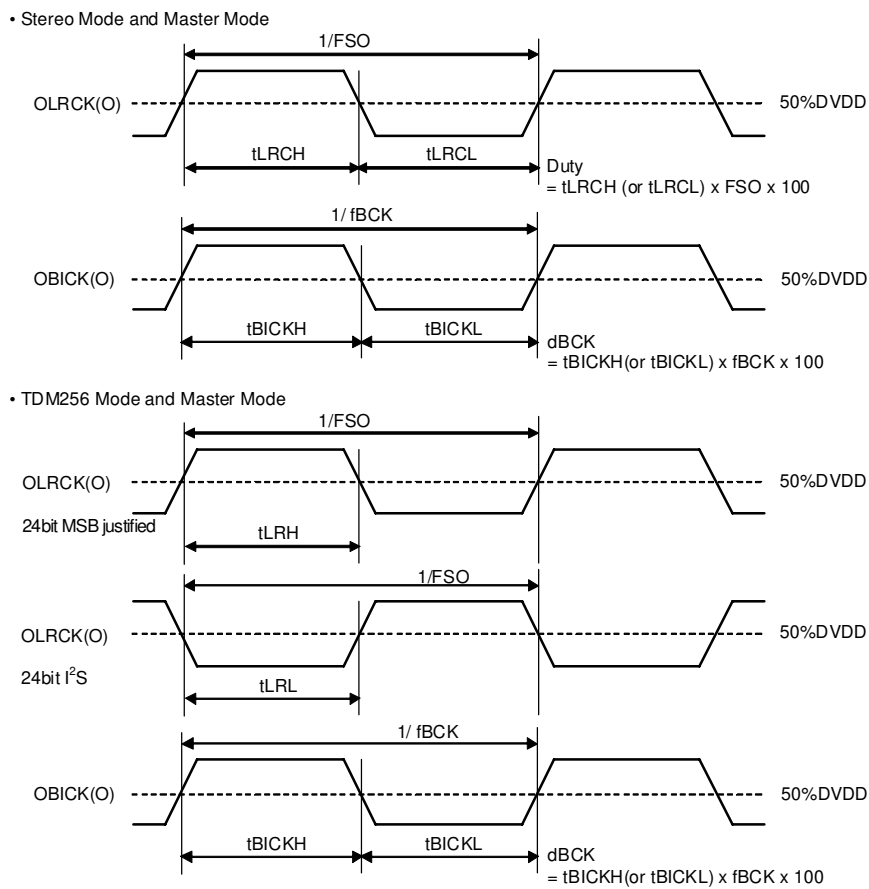 • Stereo Mode and Master Mode
1/FSO
OLRCK(O)
50%DVDD
tLRCH
tLRCL
Duty
= tLRCH (or tLRCL) x FSO x 100
1/ fBCK
OBICK(O)
50%DVDD
tBICKH
tBICKL
dBCK
= tBICKH(or tBICKL) x fBCK x 100
• TDM256 Mode and Master Mode
1/FSO
OLRCK(O)
50%DVDD
24bit MSB justified
tLRH
1/FSO
OLRCK(O)
50%DVDD
24bit I²S
tLRL
1/ fBCK
OBICK(O)
50%DVDD
tBICKH
tBICKL
dBCK
= tBICKH(or tBICKL) x fBCK x 100